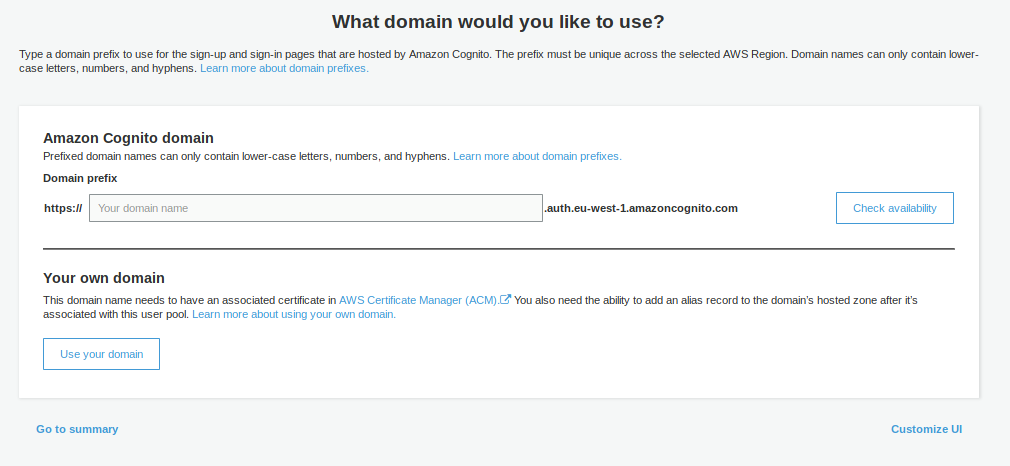 What domain would you like to use?
Type a domain prefix to use for the sign-up and sign-in pages that are hosted by Amazon Cognito. The prefix must be unique across the selected AWS Region. Domain names can only contain lower-
case letters, numbers, and hyphens. Learn more about domain prefixes.
Amazon Cognito domain
Prefixed domain names can only contain lower-case letters, numbers, and hyphens. Learn more about domain prefixes.
Domain prefix
https:// Your domain name .auth.eu-west-1.amazoncognito.com Check availability
Your own domain
This domain name needs to have an associated certificate in AWS Certificate Manager (ACM). You also need the ability to add an alias record to the domain's hosted zone after it's
associated with this user pool. Learn more about using your own domain.
Use your domain
Go to summary Customize UI